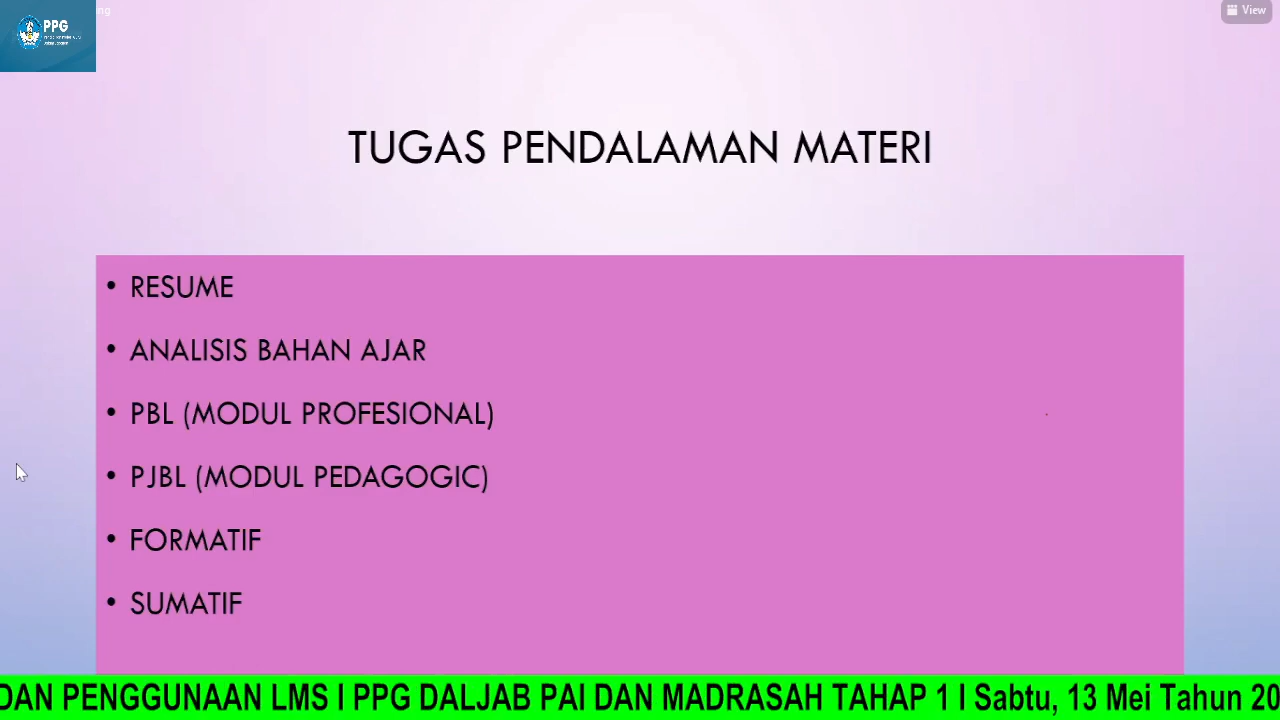 PPG
View
TUGAS PENDALAMAN MATERI
• RESUME
• ANALISIS BAHAN AJAR
• PBL (MODUL PROFESIONAL)
• PJBL (MODUL PEDAGOGIC)
• FORMATIF
• SUMATIF
DAN PENGGUNAAN LMS I PPG DALJAB PAI DAN MADRASAH TAHAP 1 I Sabtu, 13 Mei Tahun 20